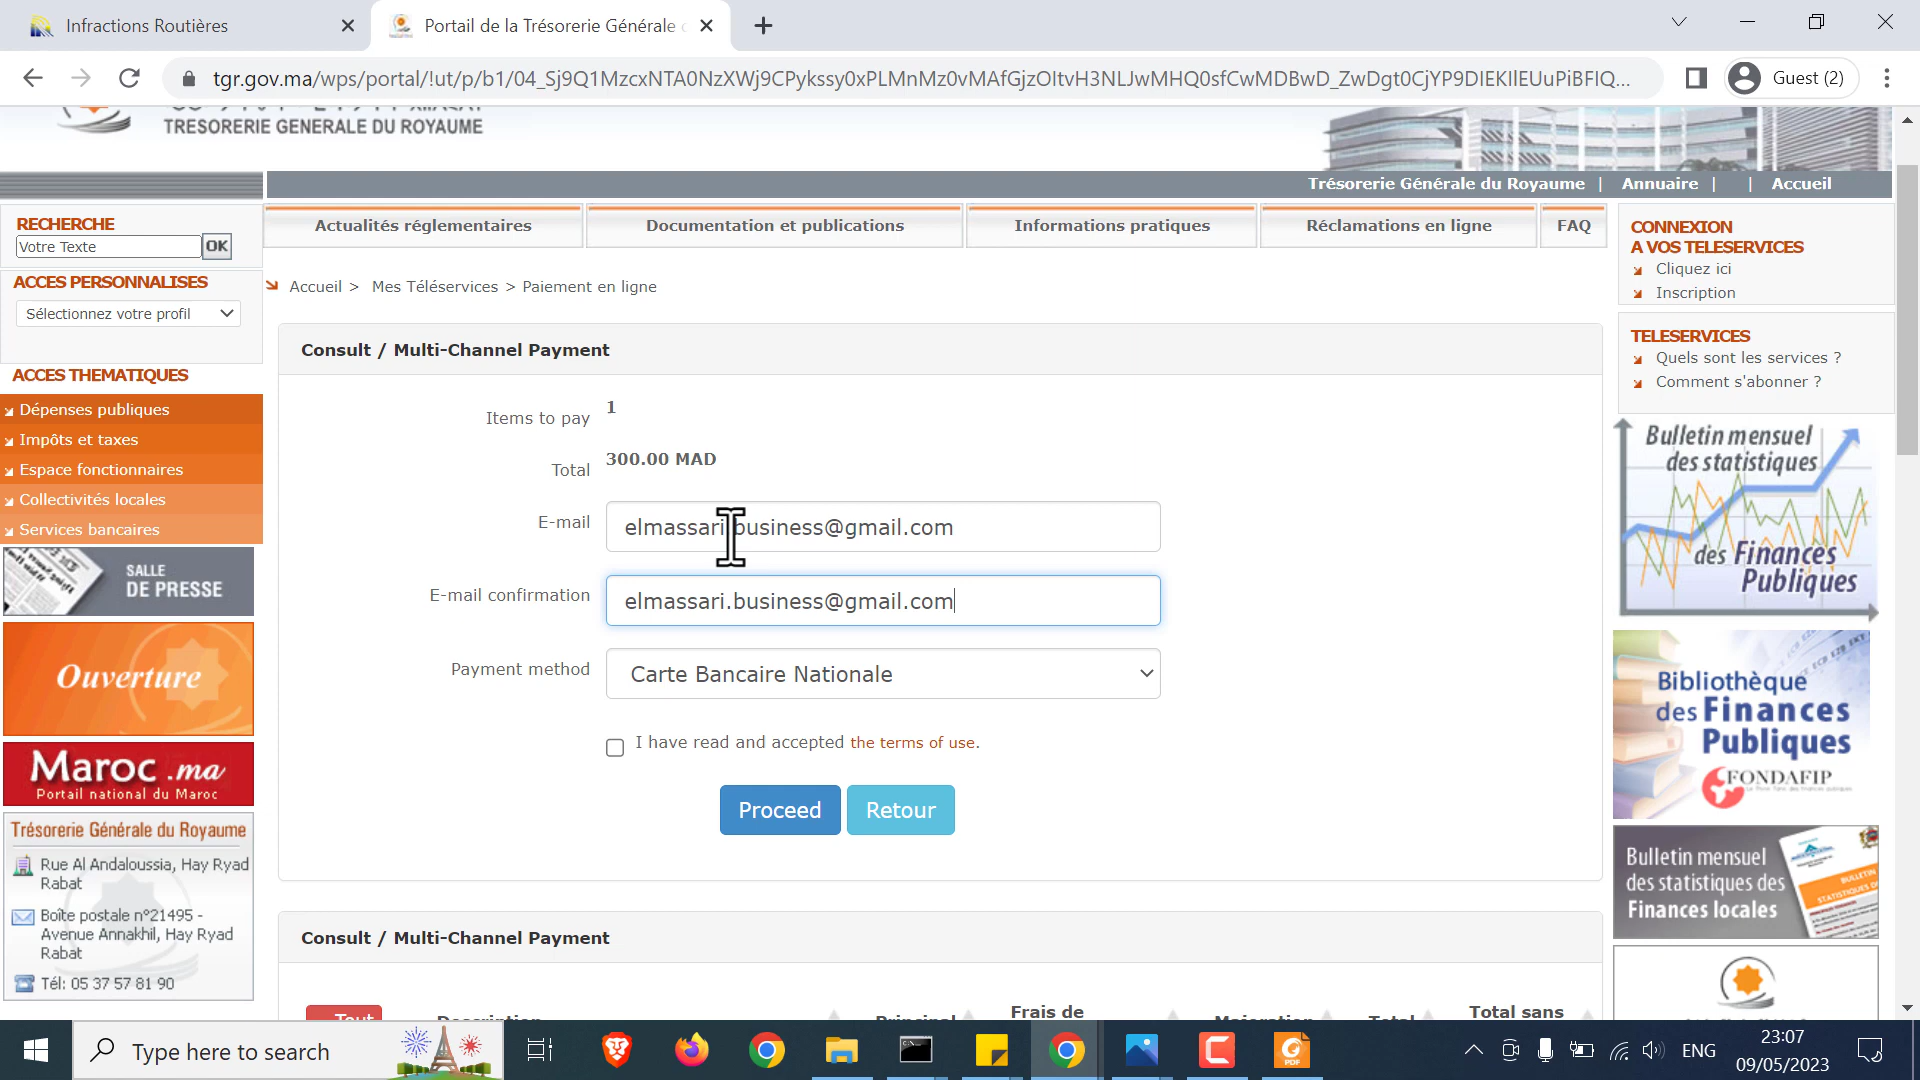 Infractions Routières
Portail de la Trésorerie Générale
tgr.gov.ma/wps/portal/!ut/p/b1/04_Sj9Q1MzcxNTA0NzXWj9CPykssy0xPLMnMz0vMAfGjzOItvH3NLJwMHQ0sfCwMDBwD_ZwDgt0CjYP9DIEKIlEUuPiBFIQ...
Guest (2)
TRESORERIE GENERALE DU ROYAUME
Trésorerie Générale du Royaume | Annuaire | | Accueil
RECHERCHE
Votre Texte
OK
ACCES PERSONNALISES
Sélectionnez votre profil
ACCES THEMATIQUES
Dépenses publiques
Impôts et taxes
Espace fonctionnaires
Collectivités locales
Services bancaires
SALLE
DE PRESSE
Ouverture
Maroc .ma
Portail national du Maroc
Trésorerie Générale du Royaume
Rue Al Andaloussia, Hay Ryad
Rabat
Boîte postale n°21495 -
Avenue Annakhil, Hay Ryad
Rabat
Tél: 05 37 57 81 90
Actualités réglementaires
Documentation et publications
Informations pratiques
Réclamations en ligne
FAQ
Accueil > Mes Téléservices > Paiement en ligne
Consult / Multi-Channel Payment
Items to pay 1
Total 300.00 MAD
E-mail elmassari.business@gmail.com
E-mail confirmation elmassari.business@gmail.com
Payment method Carte Bancaire Nationale
I have read and accepted the terms of use.
Proceed
Retour
Consult / Multi-Channel Payment
Tout
Description
Principal
Frais de
Majoration
Total
Total sans
CONNEXION
A VOS TELESERVICES
Cliquez ici
Inscription
TELESERVICES
Quels sont les services ?
Comment s'abonner ?
Bulletin mensuel
des statistiques
des Finances
Publiques
Bibliothèque
des Finances
Publiques
FONDAFIP
Bulletin mensuel
des statistiques des
Finances locales
Type here to search
ENG
23:07
09/05/2023